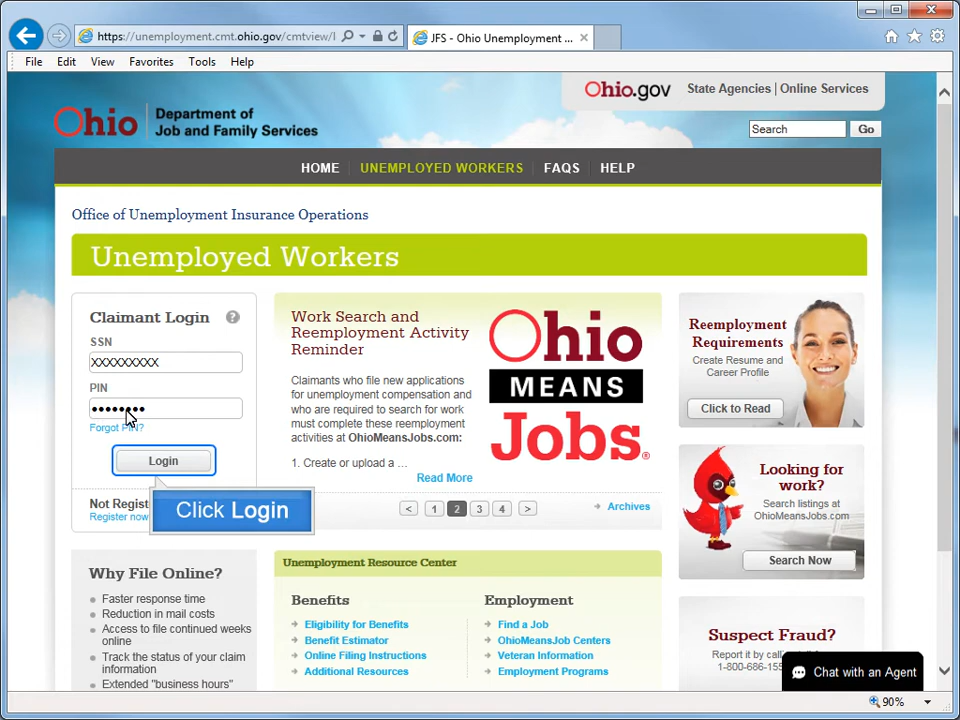 https://unemployment.cmt.ohio.gov/cmtview/
JFS - Ohio Unemployment ...
File Edit View Favorites Tools Help
Ohio.gov State Agencies | Online Services
Ohio Department of
Job and Family Services
Search Go
HOME UNEMPLOYED WORKERS FAQS HELP
Office of Unemployment Insurance Operations
Unemployed Workers
Claimant Login ?
SSN
XXXXXXXXX
PIN
••••••••
Forgot PIN?
Login
Click Login
Not Regist
Register now
Work Search and
Reemployment Activity
Reminder
Claimants who file new applications
for unemployment compensation and
who are required to search for work
must complete these reemployment
activities at OhioMeansJobs.com:
1. Create or upload a ...
Read More
Ohio
MEANS
Jobs®
< 1 2 3 4 >
Archives
Reemployment
Requirements
Create Resume and
Career Profile
Click to Read
Looking for
work?
Search listings at
OhioMeansJobs.com
Search Now
Why File Online?
Faster response time
Reduction in mail costs
Access to file continued weeks
online
Track the status of your claim
information
Extended "business hours"
Unemployment Resource Center
Benefits
Eligibility for Benefits
Benefit Estimator
Online Filing Instructions
Additional Resources
Employment
Find a Job
OhioMeansJob Centers
Veteran Information
Employment Programs
Suspect Fraud?
Report it by cal
1-800-686-15
Chat with an Agent
90%